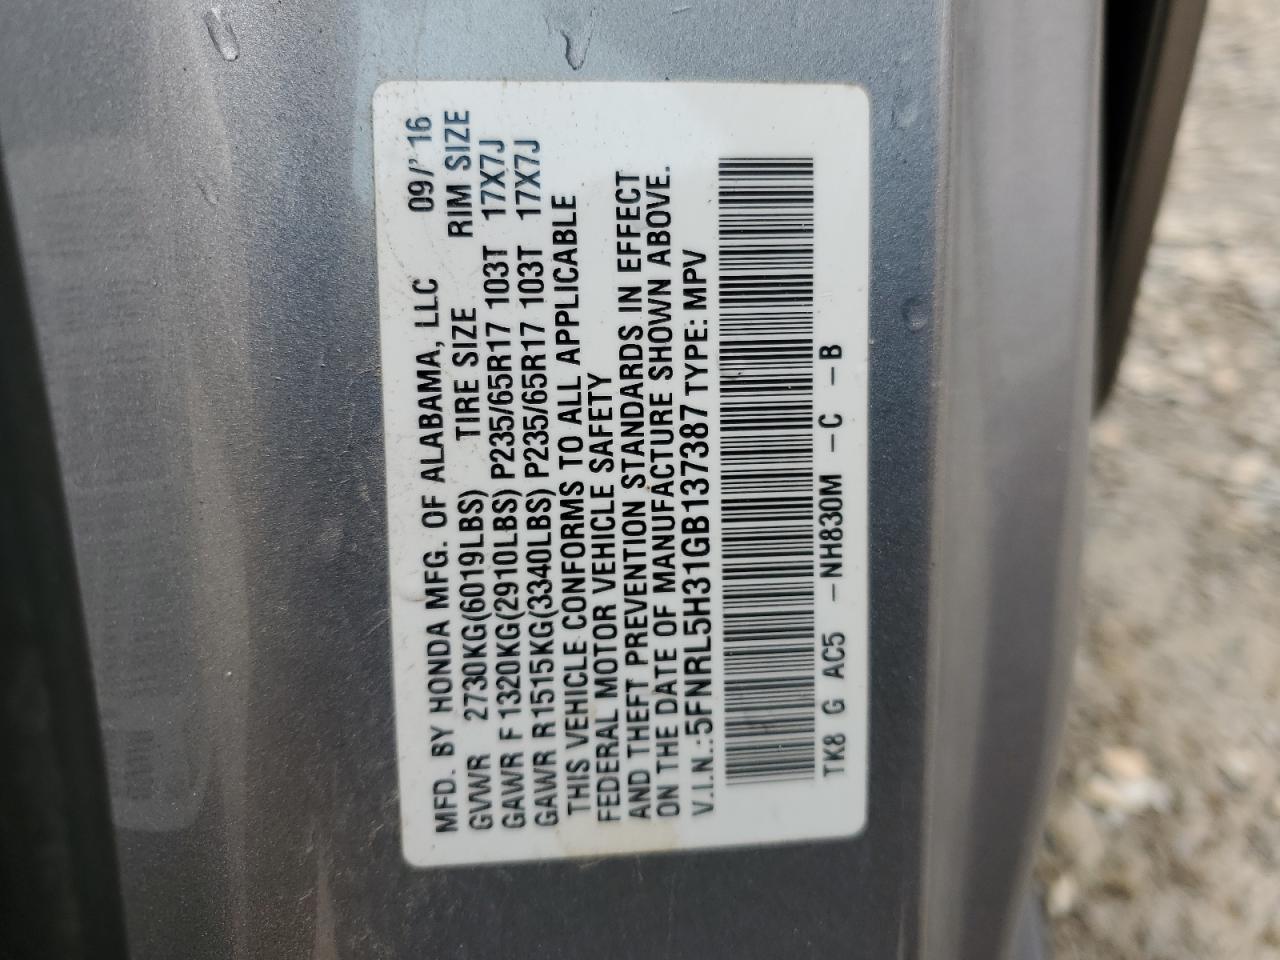 MFD. BY HONDA MFG. OF ALABAMA, LLC 09/' 16
GVWR 2730KG(6019LBS) TIRE SIZE RIM SIZE
GAWR F 1320KG(2910LBS) P235/65R17 103T 17X7J
GAWR R1515KG(3340LBS) P235/65R17 103T 17X7J
THIS VEHICLE CONFORMS TO ALL APPLICABLE
FEDERAL MOTOR VEHICLE SAFETY
AND THEFT PREVENTION STANDARDS IN EFFECT
ON THE DATE OF MANUFACTURE SHOWN ABOVE.
V.I.N.:5FNRL5H31GB137387 TYPE: MPV
TK8 G AC5 -NH830M -C -B